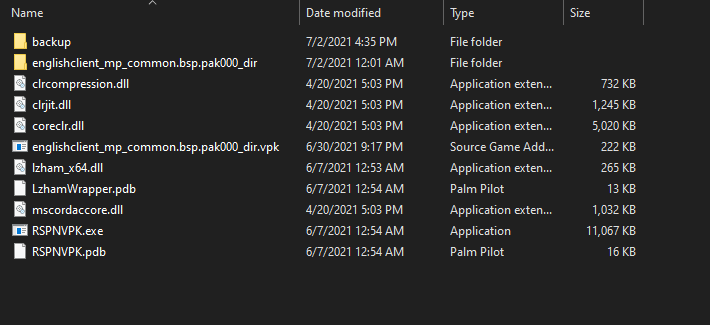 Name Date modified Type Size
backup 7/2/2021 4:35 PM File folder
englishclient_mp_common.bsp.pak000_dir 7/2/2021 12:01 AM File folder
clrcompression.dll 4/20/2021 5:03 PM Application exten... 732 KB
clrjit.dll 4/20/2021 5:03 PM Application exten... 1,245 KB
coreclr.dll 4/20/2021 5:03 PM Application exten... 5,020 KB
englishclient_mp_common.bsp.pak000_dir.vpk 6/30/2021 9:17 PM Source Game Add... 222 KB
lzham_x64.dll 6/7/2021 12:53 AM Application exten... 265 KB
LzhamWrapper.pdb 6/7/2021 12:54 AM Palm Pilot 13 KB
mscordaccore.dll 4/20/2021 5:03 PM Application exten... 1,032 KB
RSPNVPK.exe 6/7/2021 12:54 AM Application 11,067 KB
RSPNVPK.pdb 6/7/2021 12:54 AM Palm Pilot 16 KB